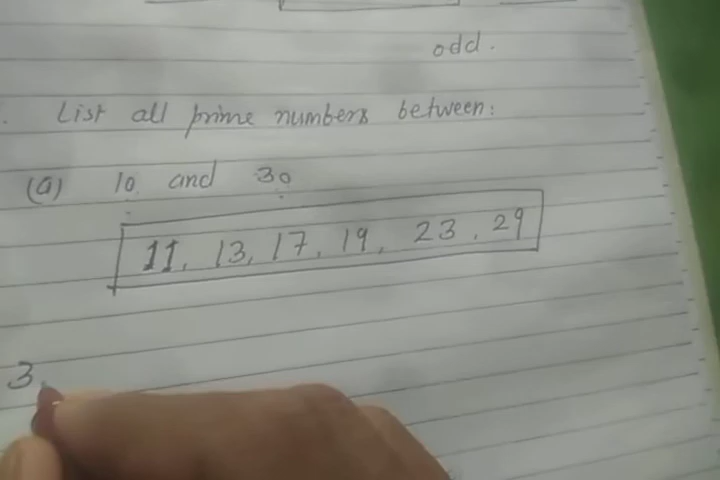 odd.
. List all prime numbers between:
(a) 10 and 30
11, 13, 17, 19, 23, 29
3.